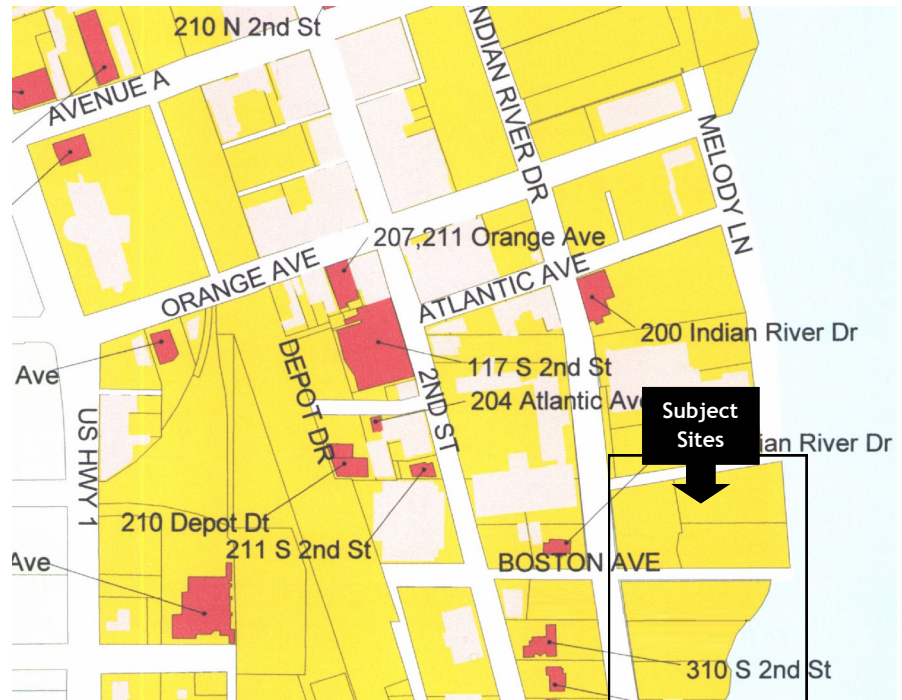 210 N 2nd St
INDIAN RIVER DR
AVENUE A
MELODY LN
207,211 Orange Ave
ORANGE AVE
ATLANTIC AVE
200 Indian River Dr
117 S 2nd St
Ave
DEPOT DR
2ND ST
204 Atlantic Ave
Subject
Sites
ian River Dr
US HWY 1
210 Depot Dt
211 S 2nd St
Ave
BOSTON AVE
310 S 2nd St